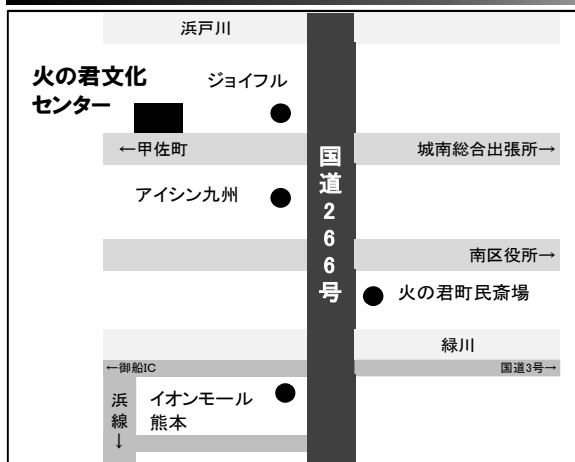 浜戸川
火の君文化
センター
ジョイフル
←甲佐町
城南総合出張所→
国道266号
アイシン九州
南区役所→
火の君町民斎場
緑川
←御船IC
国道3号→
浜線↓
イオンモール
熊本